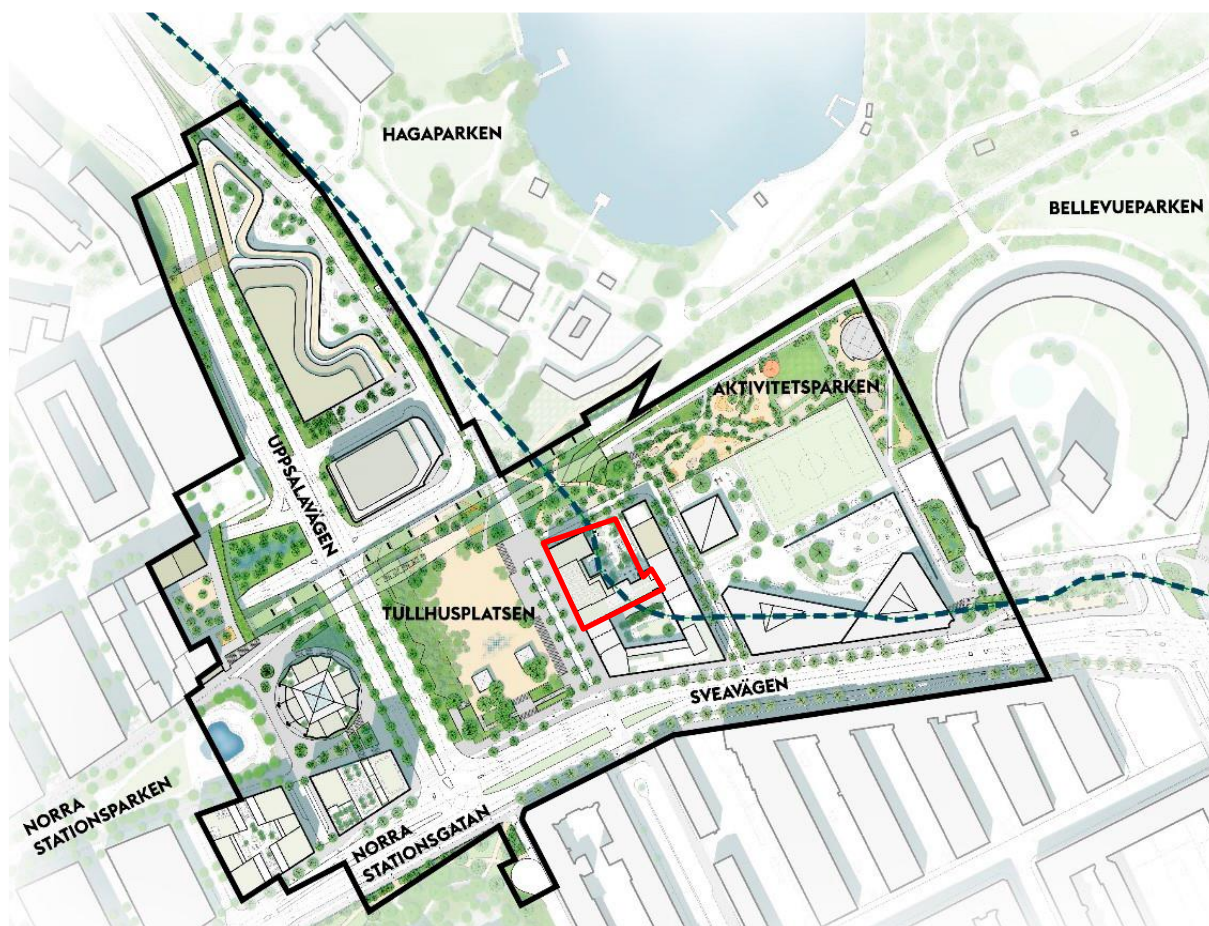 HAGAPARKEN
BELLEVUEPARKEN
AKTIVITETSPARKEN
UPPSALAVÄGEN
TULLHUSPLATSEN
SVEAVÄGEN
NORRA
STATIONSPARKEN
NORRA
STATIONSGATAN